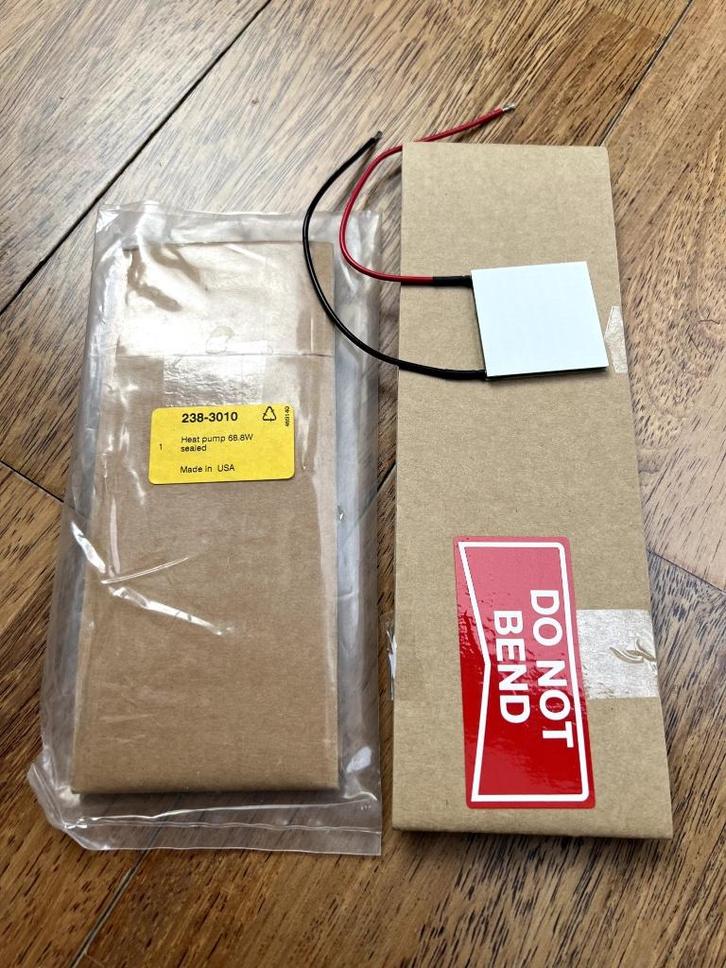 238-3010
1 Heat pump 68.8W
sealed
Made in USA
DO NOT
BEND